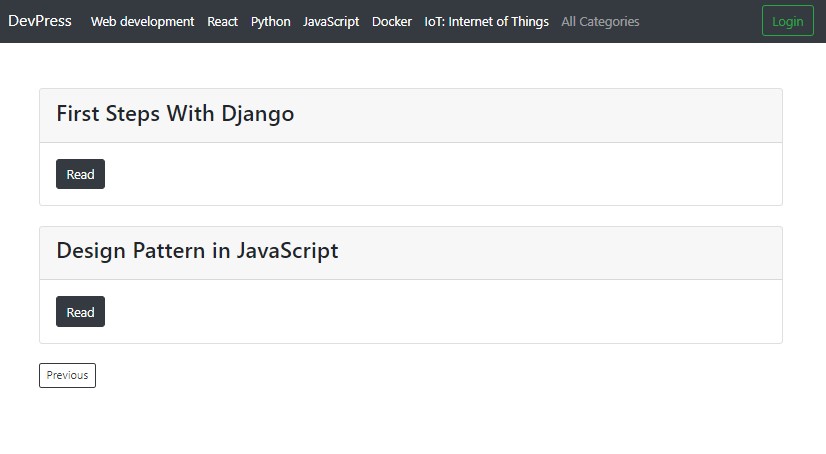 DevPress Web development React Python JavaScript Docker IoT: Internet of Things All Categories Login
First Steps With Django
Read
Design Pattern in JavaScript
Read
Previous